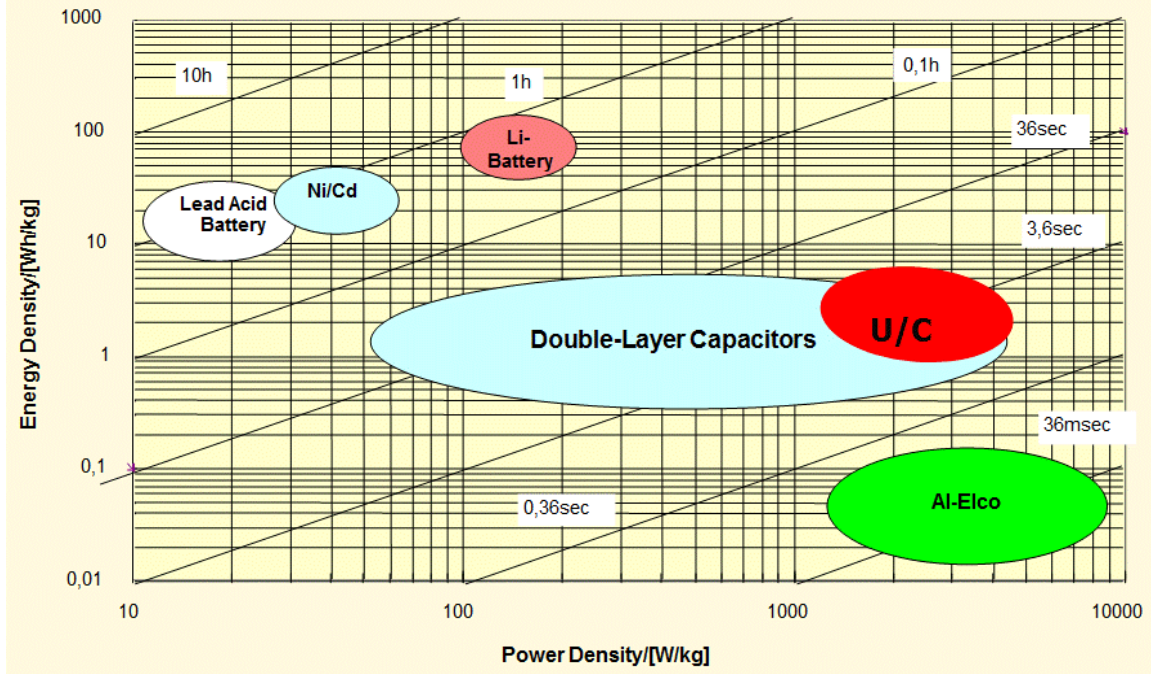 1000
10h
1h
0,1h
100
36sec
Li-
Battery
Ni/Cd
Lead Acid
Battery
3,6sec
10
Double-Layer Capacitors
U/C
1
36msec
0,1
0,36sec
Al-Elco
0,01
10
100
1000
10000
Energy Density/[Wh/kg]
Power Density/[W/kg]